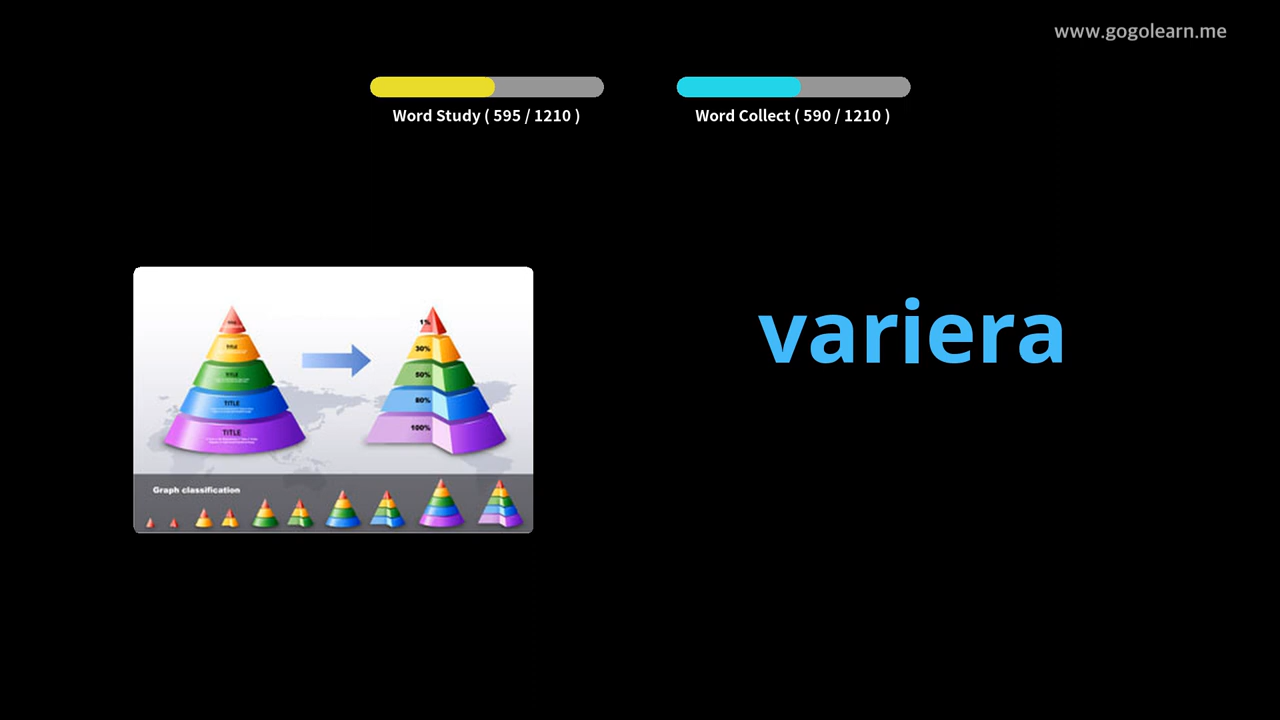 www.gogolearn.me
Word Study ( 595 / 1210 )
Word Collect ( 590 / 1210 )
variera
1%
TITLE
30%
TITLE
50%
TITLE
80%
TITLE
100%
Graph classification